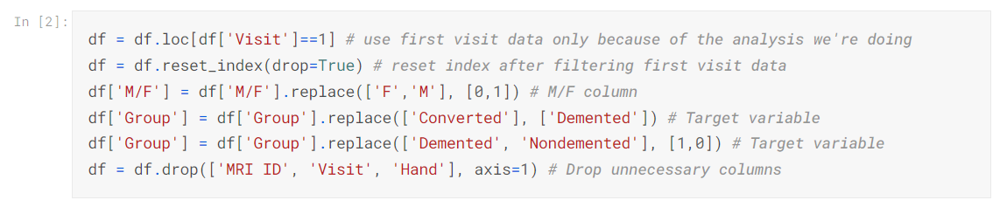 In [2]:
df = df.loc[df['Visit']==1] # use first visit data only because of the analysis we're doing
df = df.reset_index(drop=True) # reset index after filtering first visit data
df['M/F'] = df['M/F'].replace(['F','M'], [0,1]) # M/F column
df['Group'] = df['Group'].replace(['Converted'], ['Demented']) # Target variable
df['Group'] = df['Group'].replace(['Demented', 'Nondemented'], [1,0]) # Target variable
df = df.drop(['MRI ID', 'Visit', 'Hand'], axis=1) # Drop unnecessary columns